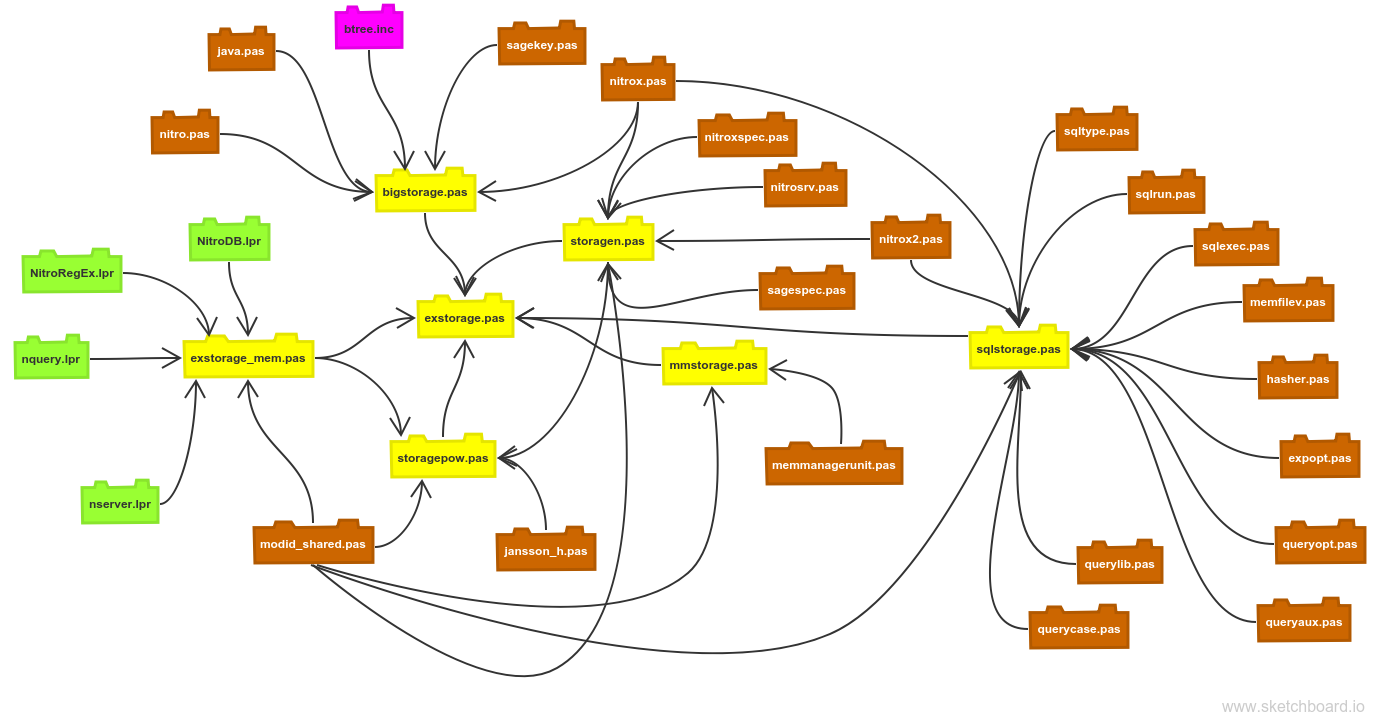 btree.inc
java.pas
sagekey.pas
nitrox.pas
nitro.pas
nitroxspec.pas
sqltype.pas
bigstorage.pas
nitrosrv.pas
sqlrun.pas
NitroDB.lpr
storagen.pas
nitrox2.pas
sqlexec.pas
NitroRegEx.lpr
sagespec.pas
memfilev.pas
exstorage.pas
nquery.lpr
exstorage_mem.pas
mmstorage.pas
sqlstorage.pas
hasher.pas
storagepow.pas
memmanagerunit.pas
expopt.pas
nserver.lpr
modid_shared.pas
jansson_h.pas
queryopt.pas
querylib.pas
querycase.pas
queryaux.pas
www.sketchboard.io